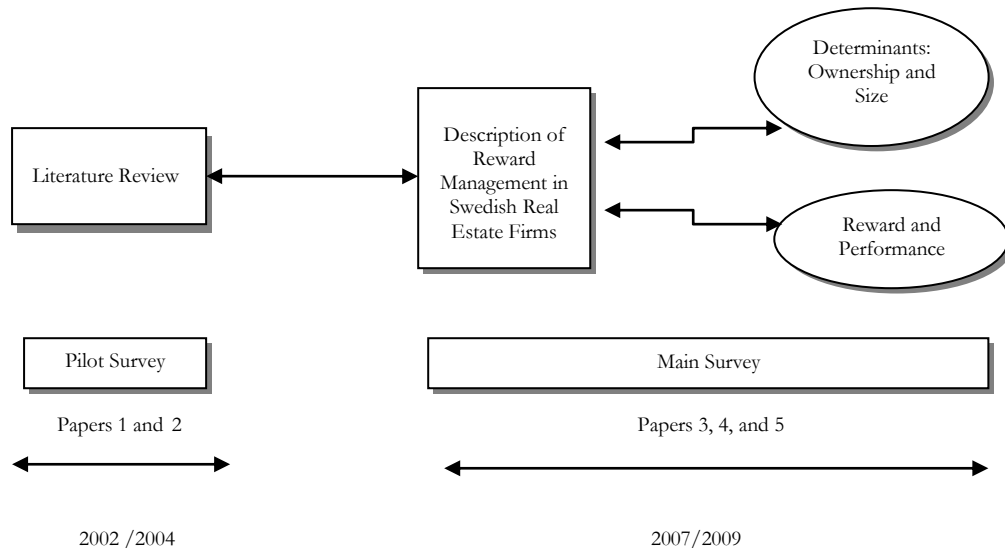 Determinants:
Ownership and
Size
Literature Review
Description of
Reward
Management in
Swedish Real
Estate Firms
Reward and
Performance
Pilot Survey
Main Survey
Papers 1 and 2
Papers 3, 4, and 5
2002 /2004
2007/2009